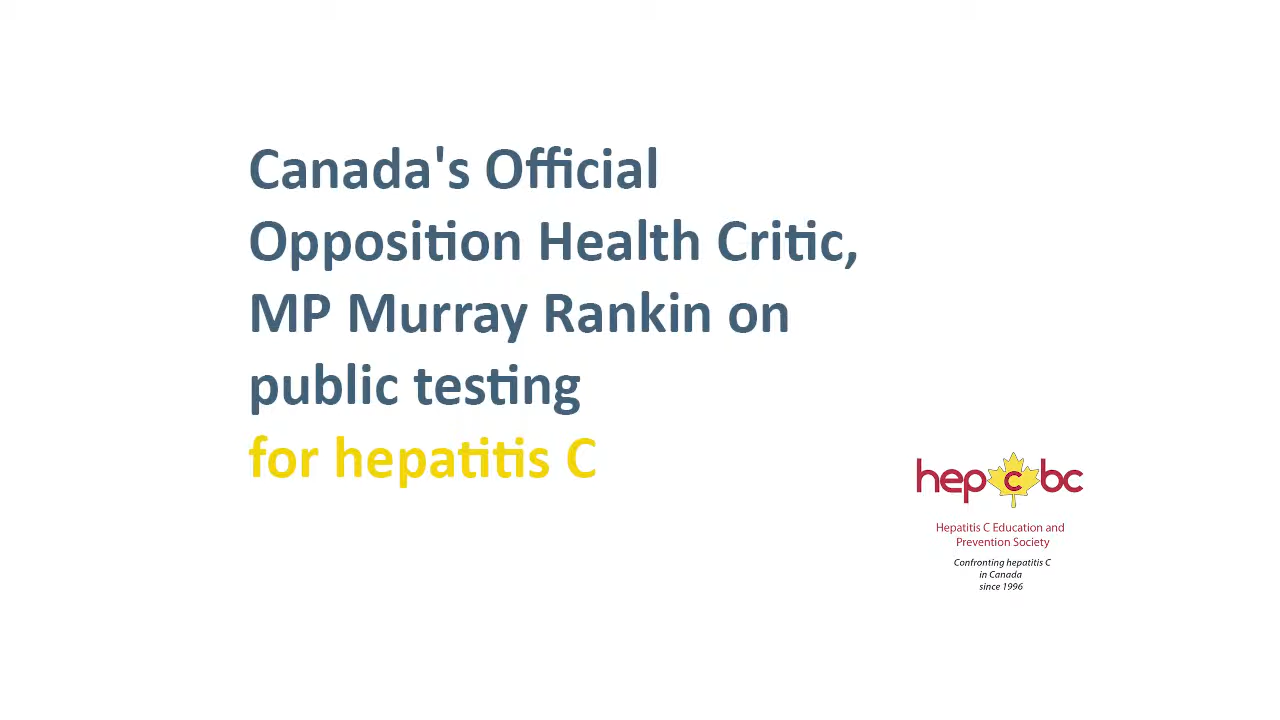 Canada's Official
Opposition Health Critic,
MP Murray Rankin on
public testing
for hepatitis C
hep c bc
Hepatitis C Education and
Prevention Society
Confronting hepatitis C
in Canada
since 1996